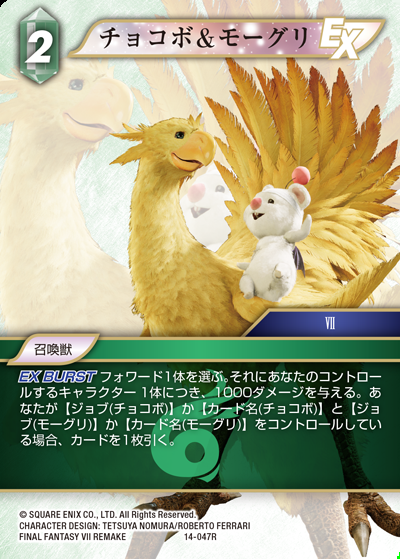 2
チョコボ＆モーグリ
EX
VII
召喚獣
EX BURST フォワード1体を選ぶ。それにあなたのコントロー
ルするキャラクター 1体につき、1000ダメージを与える。あ
なたが【ジョブ(チョコボ)】か【カード名(チョコボ)】と【ジョ
ブ(モーグリ)】か【カード名(モーグリ)】をコントロールしてい
る場合、カードを1枚引く。
© SQUARE ENIX CO., LTD. All Rights Reserved.
CHARACTER DESIGN: TETSUYA NOMURA/ROBERTO FERRARI
FINAL FANTASY VII REMAKE 14-047R